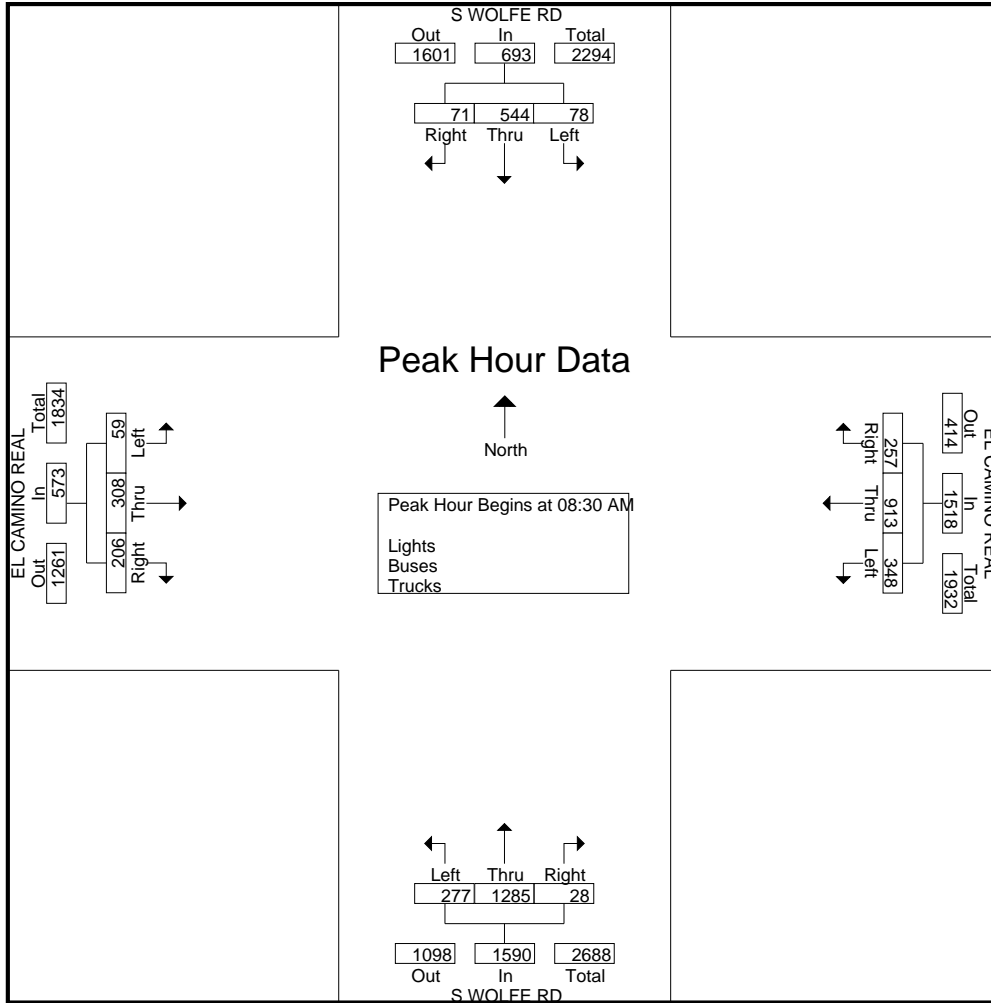 S WOLFE RD
Out In Total
1601 693 2294
71 544 78
Right Thru Left
Peak Hour Data
North
Peak Hour Begins at 08:30 AM
Lights
Buses
Trucks
EL CAMINO REAL
Total In Out
1834 573 1261
59 308 206
Left Thru Right
EL CAMINO REAL
Out In Total
414 1518 1932
257 913 348
Right Thru Left
Left Thru Right
277 1285 28
1098 1590 2688
Out In Total
S WOLFE RD